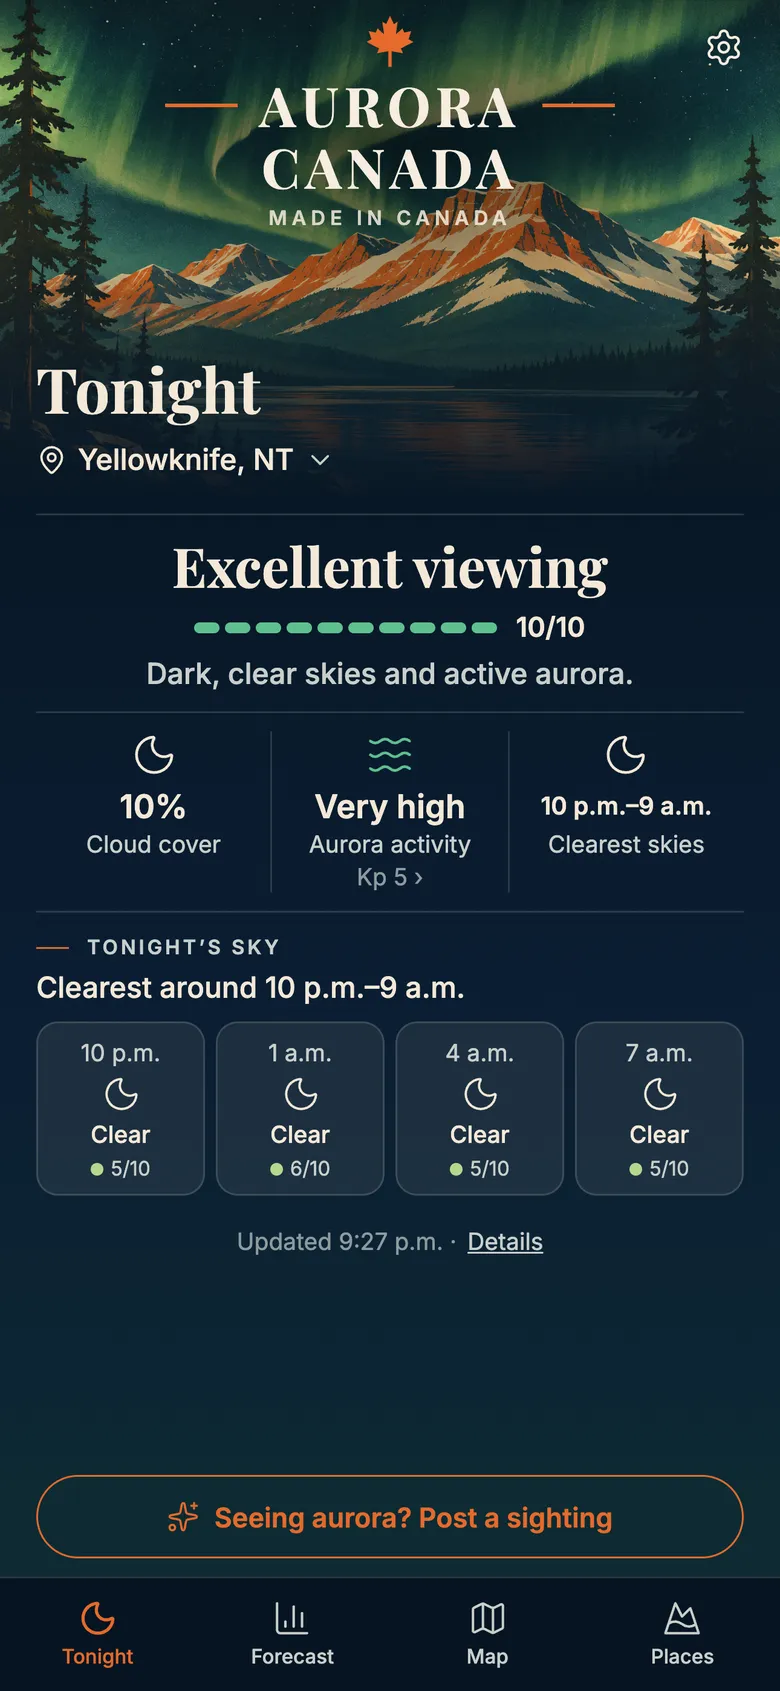 AURORA
CANADA
MADE IN CANADA
Tonight
Yellowknife, NT
Excellent viewing
10/10
Dark, clear skies and active aurora.
10%
Cloud cover
Very high
Aurora activity
Kp 5 ›
10 p.m.–9 a.m.
Clearest skies
TONIGHT’S SKY
Clearest around 10 p.m.–9 a.m.
10 p.m.
Clear
5/10
1 a.m.
Clear
6/10
4 a.m.
Clear
5/10
7 a.m.
Clear
5/10
Updated 9:27 p.m. · Details
Seeing aurora? Post a sighting
Tonight
Forecast
Map
Places